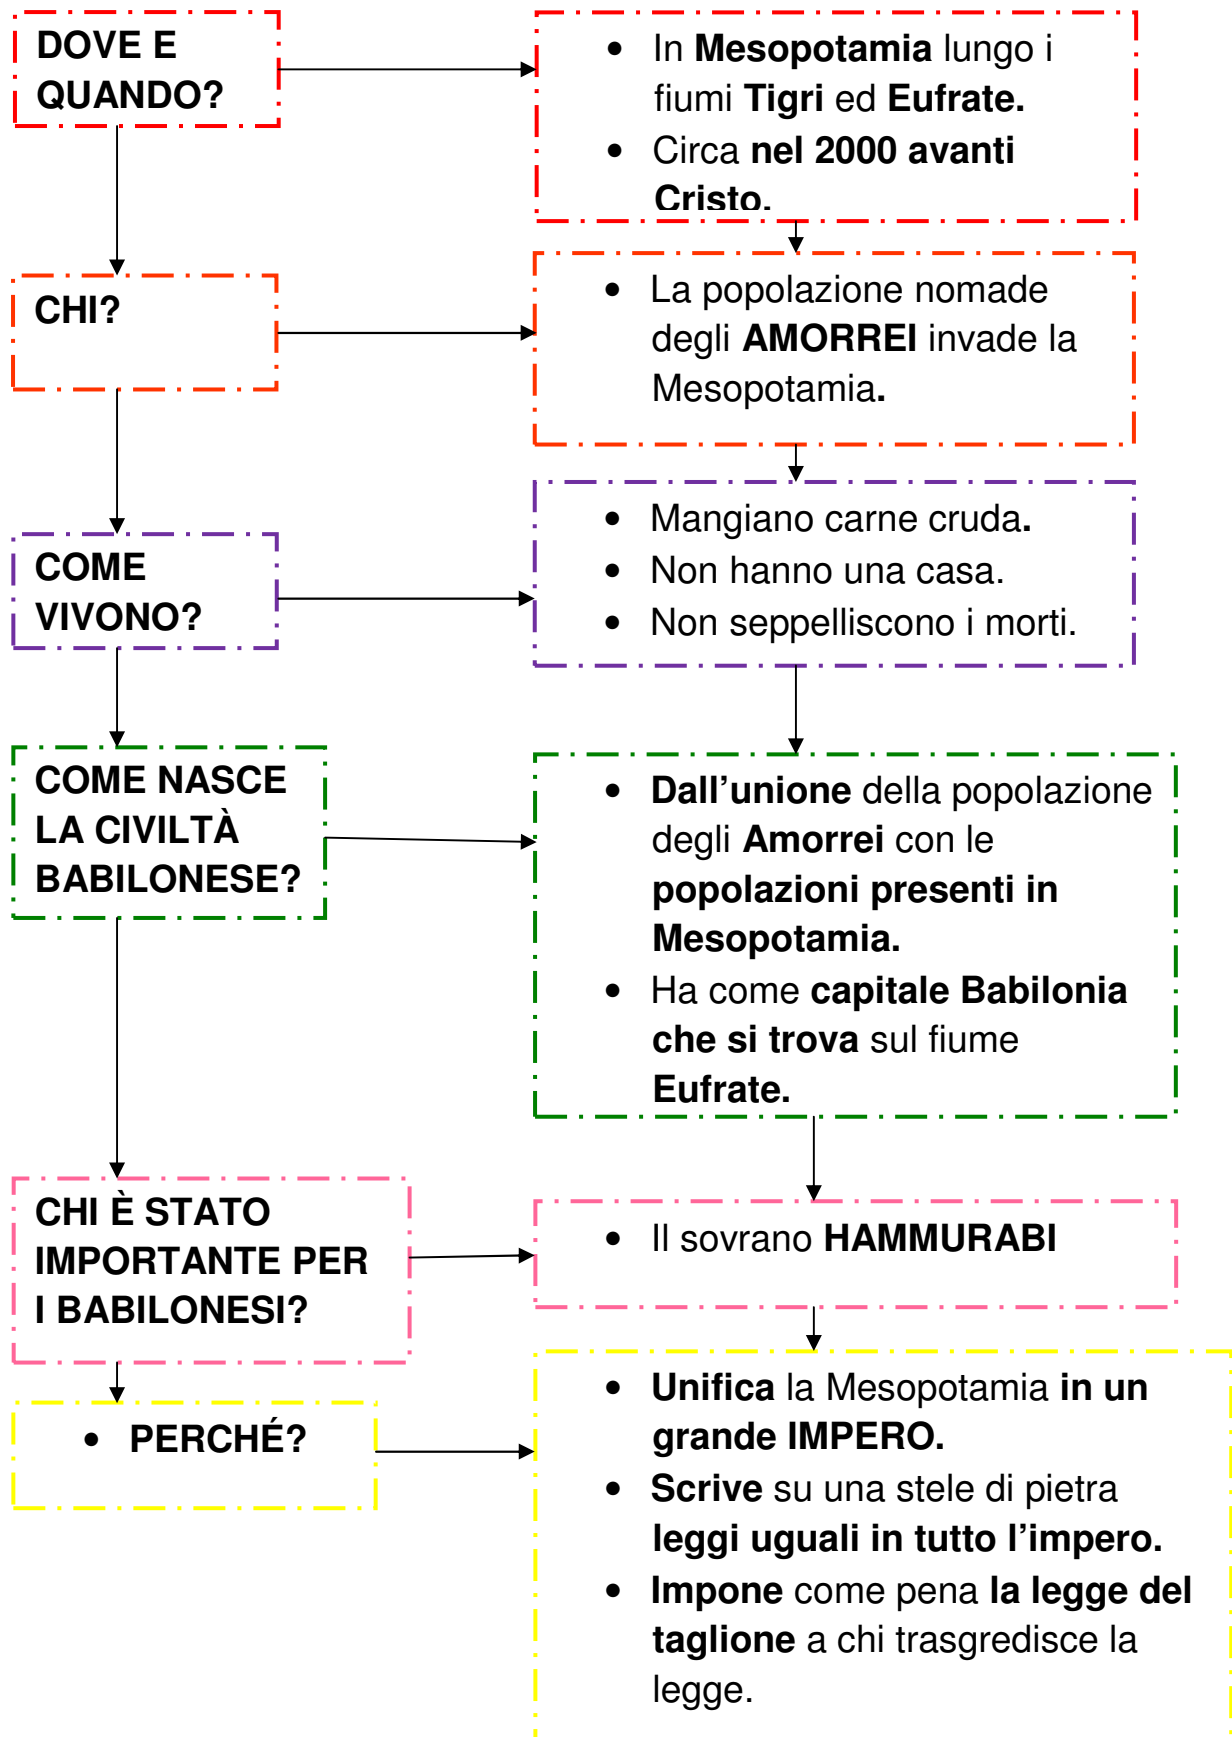 DOVE E
QUANDO?
• In Mesopotamia lungo i
fiumi Tigri ed Eufrate.
• Circa nel 2000 avanti
Cristo.
CHI?
• La popolazione nomade
degli AMORREI invade la
Mesopotamia.
COME
VIVONO?
• Mangiano carne cruda.
• Non hanno una casa.
• Non seppelliscono i morti.
COME NASCE
LA CIVILTÀ
BABILONESE?
• Dall’unione della popolazione
degli Amorrei con le
popolazioni presenti in
Mesopotamia.
• Ha come capitale Babilonia
che si trova sul fiume
Eufrate.
CHI È STATO
IMPORTANTE PER
I BABILONESI?
• Il sovrano HAMMURABI
• PERCHÉ?
• Unifica la Mesopotamia in un
grande IMPERO.
• Scrive su una stele di pietra
leggi uguali in tutto l’impero.
• Impone come pena la legge del
taglione a chi trasgredisce la
legge.